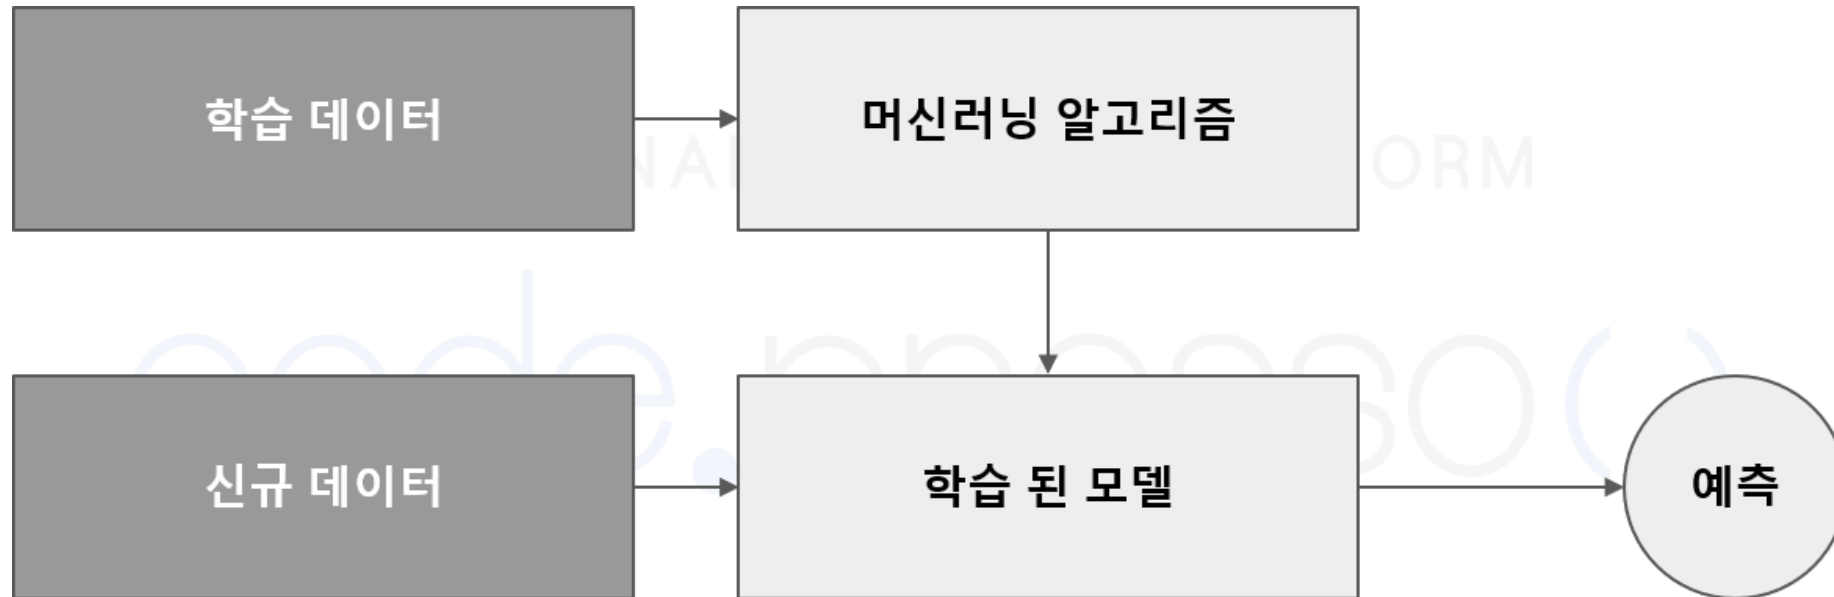 학습 데이터
머신러닝 알고리즘
신규 데이터
학습 된 모델
예측